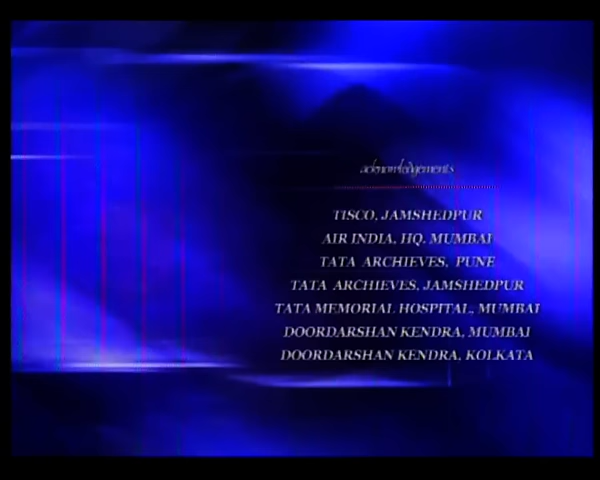 acknowledgements
TISCO, JAMSHEDPUR
AIR INDIA, HQ. MUMBAI
TATA ARCHIEVES, PUNE
TATA ARCHIEVES, JAMSHEDPUR
TATA MEMORIAL HOSPITAL, MUMBAI
DOORDARSHAN KENDRA, MUMBAI
DOORDARSHAN KENDRA, KOLKATA